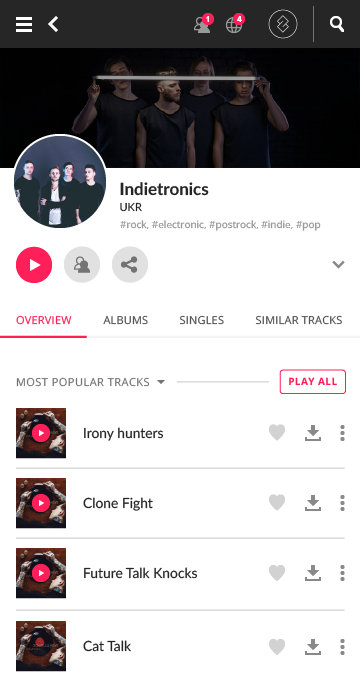 1
4
Indietronics
UKR
#rock, #electronic, #postrock, #indie, #pop
OVERVIEW ALBUMS SINGLES SIMILAR TRACKS
MOST POPULAR TRACKS PLAY ALL
Irony hunters
Clone Fight
Future Talk Knocks
Cat Talk